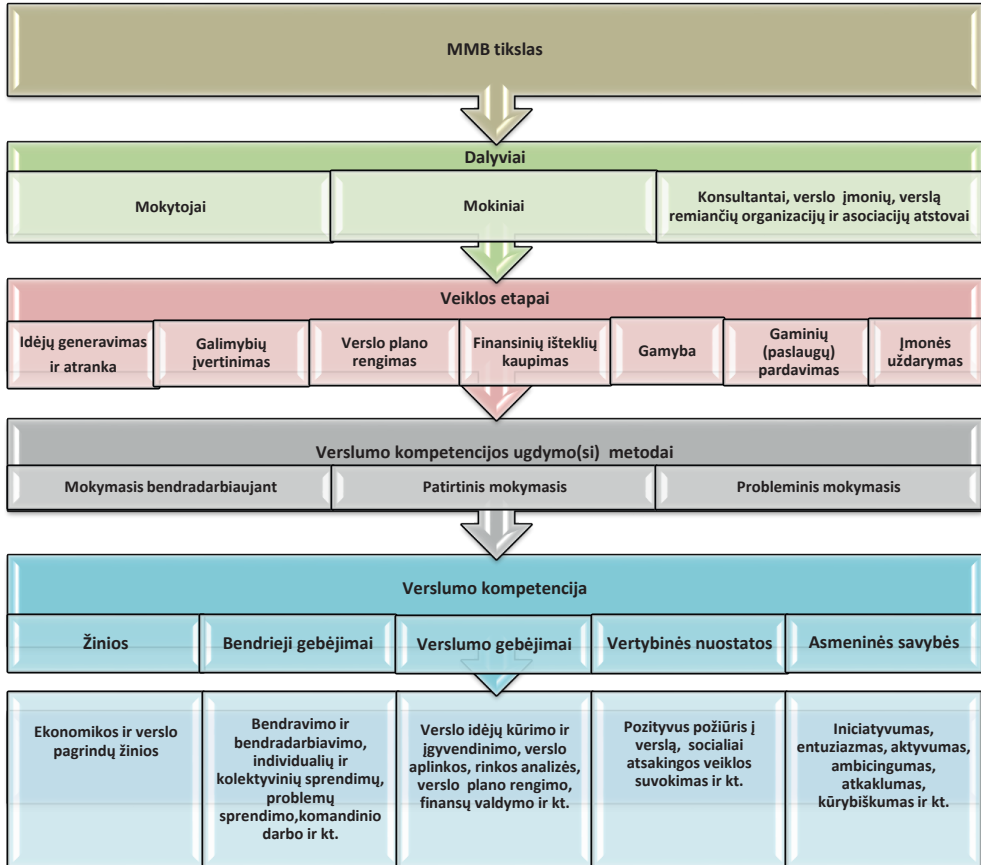 MMB tikslas
Dalyviai
Mokytojai
Mokiniai
Konsultantai, verslo įmonių, verslą
remiančių organizacijų ir asociacijų atstovai
Veiklos etapai
Idėjų generavimas
ir atranka
Galimybių
įvertinimas
Verslo plano
rengimas
Finansinių išteklių
kaupimas
Gamyba
Gaminių
(paslaugų)
pardavimas
Įmonės
uždarymas
Verslumo kompetencijos ugdymo(si) metodai
Mokymasis bendradarbiaujant
Patirtinis mokymasis
Probleminis mokymasis
Verslumo kompetencija
Žinios
Bendrieji gebėjimai
Verslumo gebėjimai
Vertybinės nuostatos
Asmeninės savybės
Ekonomikos ir verslo
pagrindų žinios
Bendravimo ir
bendradarbiavimo,
individualių ir
kolektyvinių sprendimų,
problemų
sprendimo,komandinio
darbo ir kt.
Verslo idėjų kūrimo ir
įgyvendinimo, verslo
aplinkos, rinkos analizės,
verslo plano rengimo,
finansų valdymo ir kt.
Pozityvus požiūris į
verslą, socialiai
atsakingos veiklos
suvokimas ir kt.
Iniciatyvumas,
entuziazmas, aktyvumas,
ambicingumas,
atkaklumas,
kūrybiškumas ir kt.